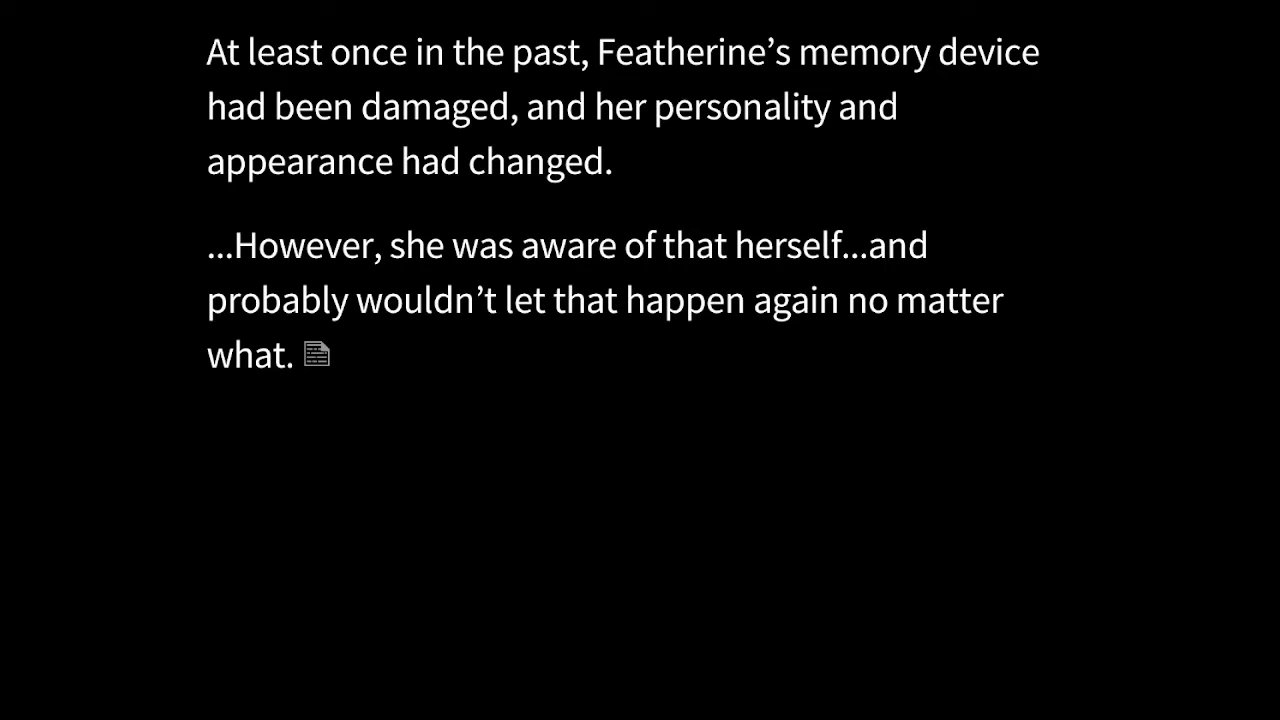 At least once in the past, Featherine’s memory device
had been damaged, and her personality and
appearance had changed.
...However, she was aware of that herself...and
probably wouldn’t let that happen again no matter
what.